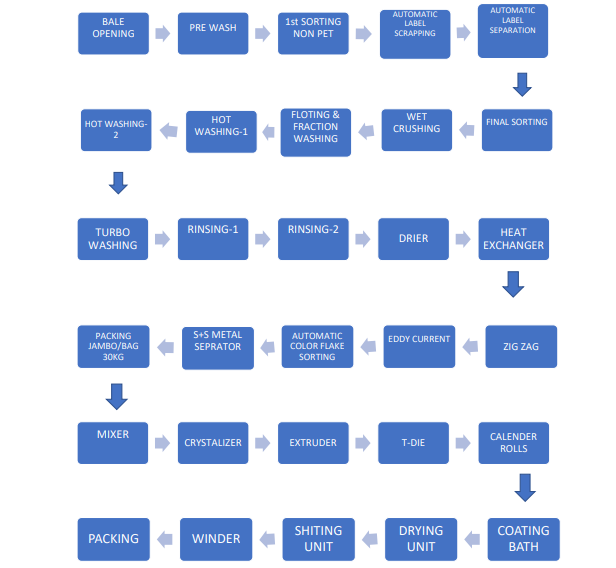 BALE
OPENING
PRE WASH
1st SORTING
NON PET
AUTOMATIC
LABEL
SCRAPPING
AUTOMATIC
LABEL
SEPARATION
FINAL SORTING
WET
CRUSHING
FLOTING &
FRACTION
WASHING
HOT
WASHING-1
HOT WASHING-
2
TURBO
WASHING
RINSING-1
RINSING-2
DRIER
HEAT
EXCHANGER
ZIG ZAG
EDDY CURRENT
AUTOMATIC
COLOR FLAKE
SORTING
S+S METAL
SEPRATOR
PACKING
JAMBO/BAG
30KG
MIXER
CRYSTALIZER
EXTRUDER
T-DIE
CALENDER
ROLLS
COATING
BATH
DRYING
UNIT
SHITING
UNIT
WINDER
PACKING